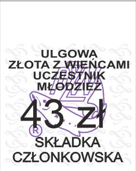 ULGOWA
ZŁOTA Z WIEŃCAMI
UCZESTNIK
MŁODZIEŻ
43 zł
SKŁADKA
CZŁONKOWSKA